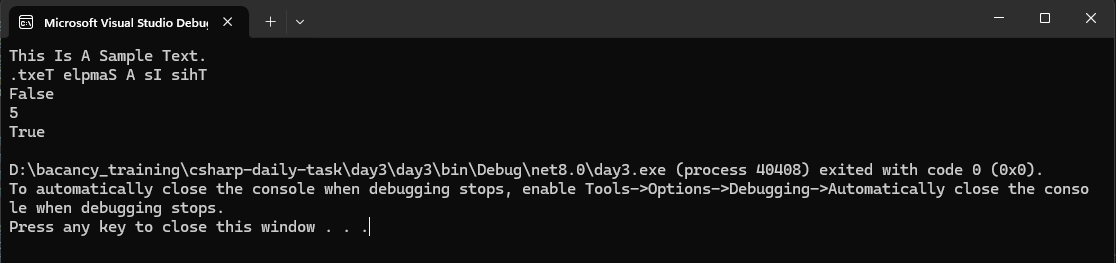 Microsoft Visual Studio Debu
This Is A Sample Text.
.txeT elpmaS A sI sihT
False
5
True
D:\bacancy_training\csharp-daily-task\day3\day3\bin\Debug\net8.0\day3.exe (process 40408) exited with code 0 (0x0).
To automatically close the console when debugging stops, enable Tools->Options->Debugging->Automatically close the conso
le when debugging stops.
Press any key to close this window . . .